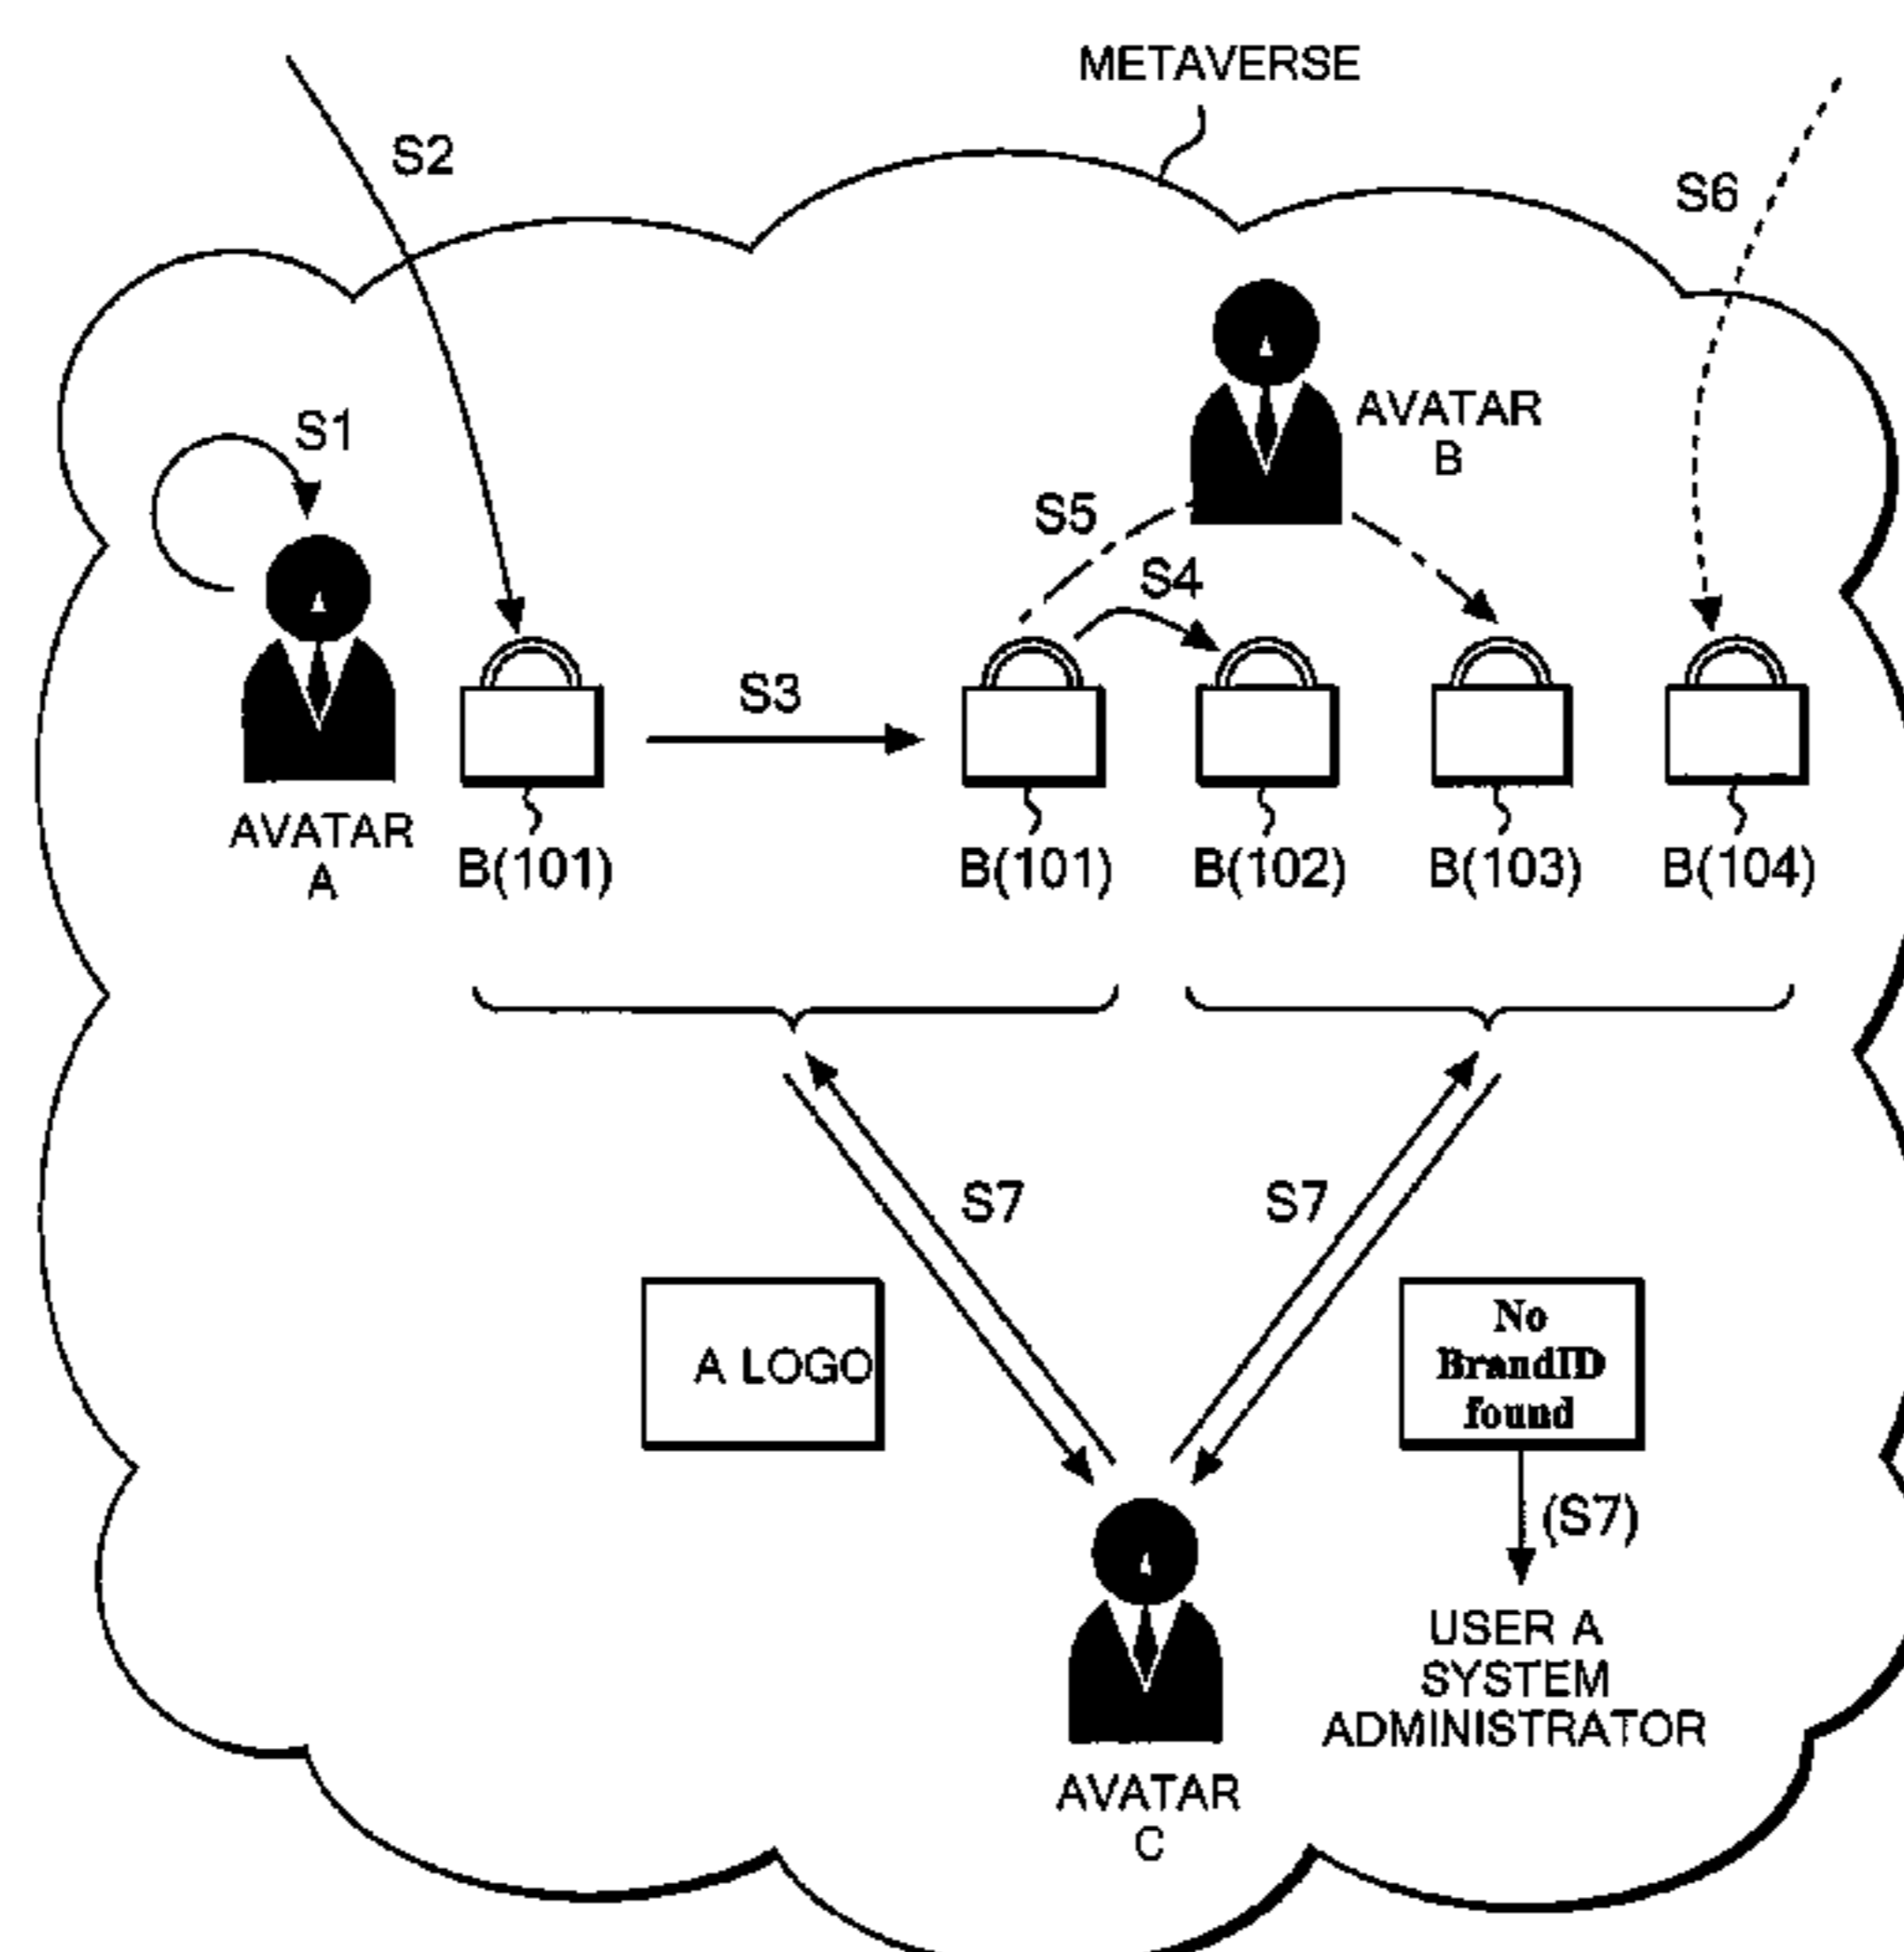 METAVERSE
S2
S6
S1
AVATAR
B
S5
S4
S3
AVATAR
A
B(101)
B(101)
B(102)
B(103)
B(104)
S7
S7
A LOGO
No
BrandID
found
(S7)
USER A
SYSTEM
ADMINISTRATOR
AVATAR
C